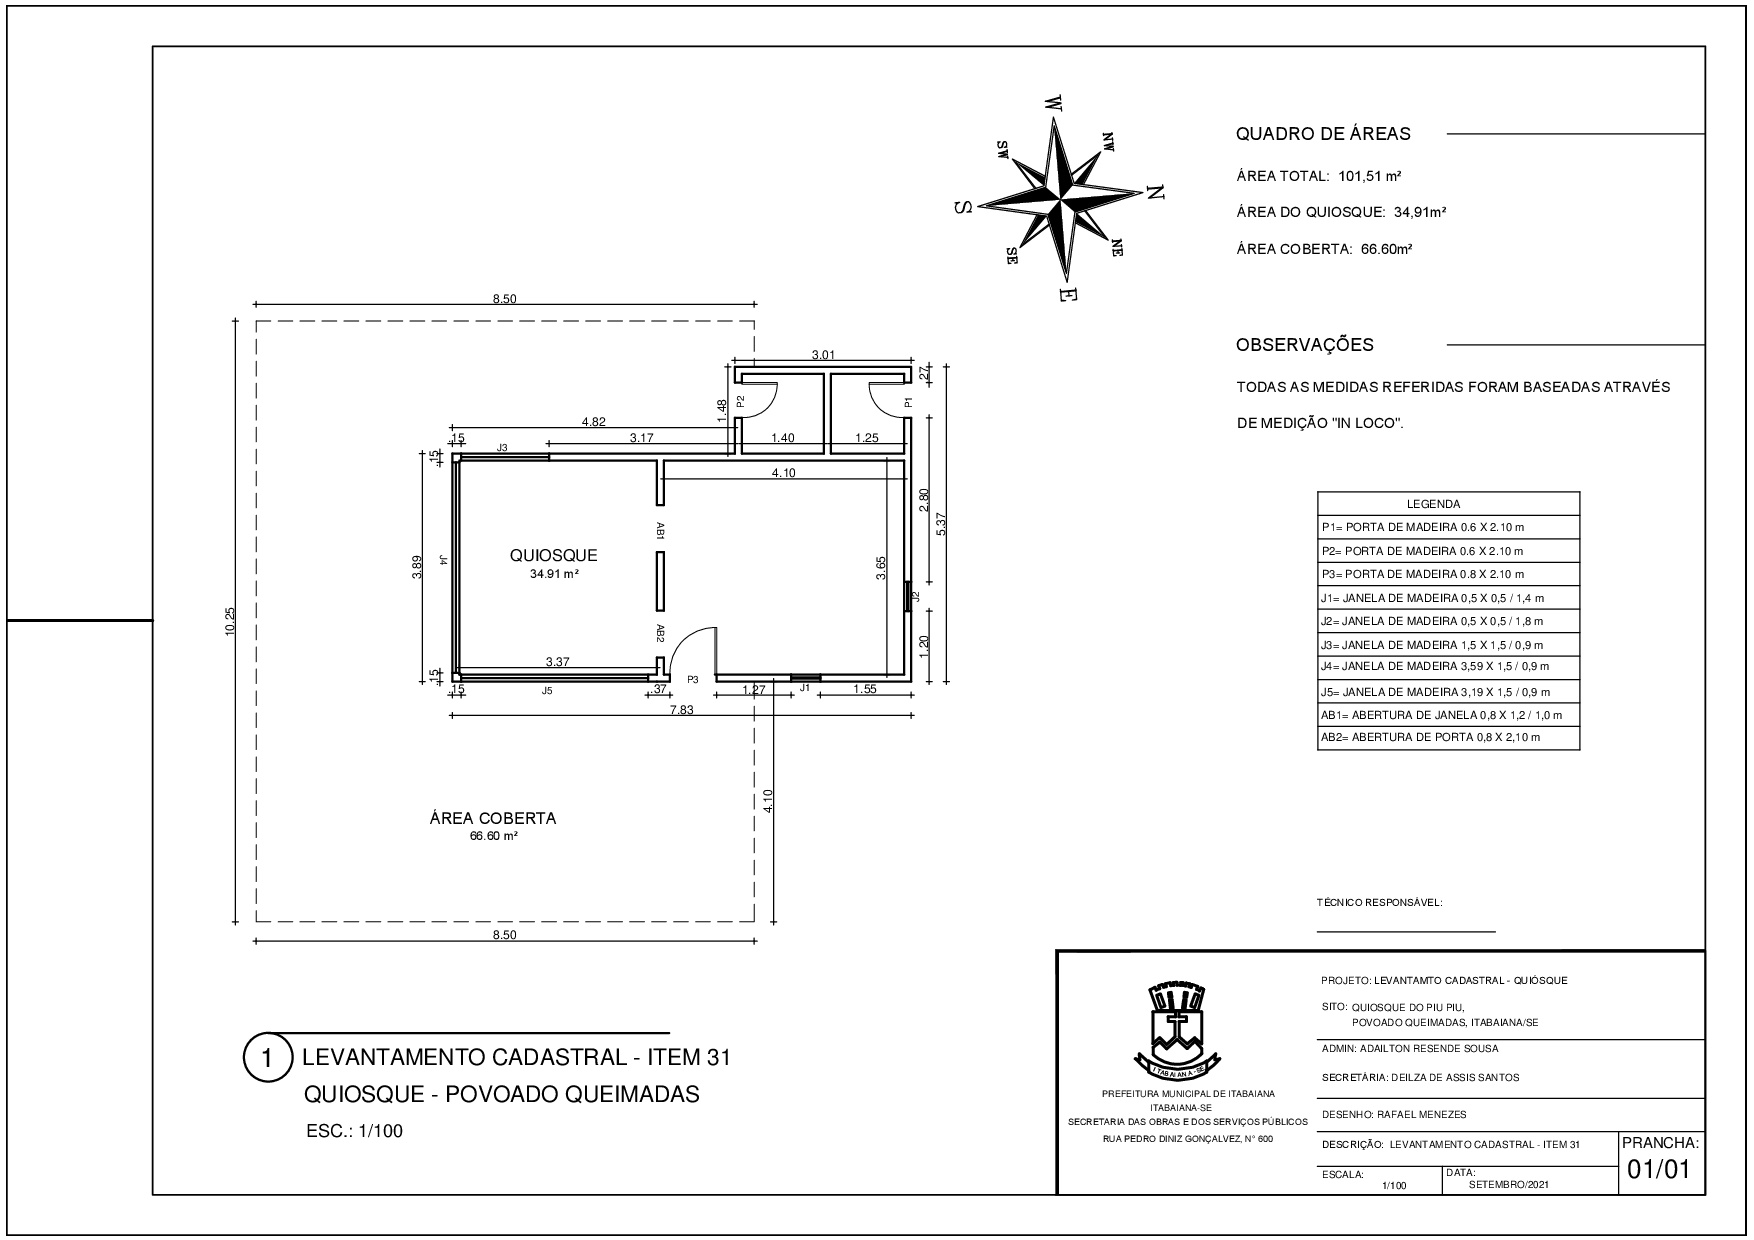 W
SW
NW
S
N
SE
NE
E
QUADRO DE ÁREAS
ÁREA TOTAL: 101,51 m²
ÁREA DO QUIOSQUE: 34,91m²
ÁREA COBERTA: 66.60m²
OBSERVAÇÕES
TODAS AS MEDIDAS REFERIDAS FORAM BASEADAS ATRAVÉS
DE MEDIÇÃO "IN LOCO".
8.50
3.01
.27
P2
P1
1.48
4.82
.15
J3
3.17
1.40
1.25
.15
4.10
2.80
5.37
AB1
QUIOSQUE
34.91 m²
3.89
J4
3.65
J2
10.25
AB2
1.20
3.37
.15
.15
J5
.37
P3
1.27
J1
1.55
7.83
4.10
ÁREA COBERTA
66.60 m²
8.50
LEGENDA
P1= PORTA DE MADEIRA 0.6 X 2.10 m
P2= PORTA DE MADEIRA 0.6 X 2.10 m
P3= PORTA DE MADEIRA 0.8 X 2.10 m
J1= JANELA DE MADEIRA 0,5 X 0,5 / 1,4 m
J2= JANELA DE MADEIRA 0,5 X 0,5 / 1,8 m
J3= JANELA DE MADEIRA 1,5 X 1,5 / 0,9 m
J4= JANELA DE MADEIRA 3,59 X 1,5 / 0,9 m
J5= JANELA DE MADEIRA 3,19 X 1,5 / 0,9 m
AB1= ABERTURA DE JANELA 0,8 X 1,2 / 1,0 m
AB2= ABERTURA DE PORTA 0,8 X 2,10 m
TÉCNICO RESPONSÁVEL:
1
LEVANTAMENTO CADASTRAL - ITEM 31
QUIOSQUE - POVOADO QUEIMADAS
ESC.: 1/100
ITABAIANA-SE
PREFEITURA MUNICIPAL DE ITABAIANA
ITABAIANA-SE
SECRETARIA DAS OBRAS E DOS SERVIÇOS PÚBLICOS
RUA PEDRO DINIZ GONÇALVEZ, N° 600
PROJETO: LEVANTAMTO CADASTRAL - QUIÓSQUE
SITO: QUIOSQUE DO PIU PIU,
POVOADO QUEIMADAS, ITABAIANA/SE
ADMIN: ADAILTON RESENDE SOUSA
SECRETÁRIA: DEILZA DE ASSIS SANTOS
DESENHO: RAFAEL MENEZES
DESCRIÇÃO: LEVANTAMENTO CADASTRAL - ITEM 31
ESCALA:
1/100
DATA:
SETEMBRO/2021
PRANCHA:
01/01